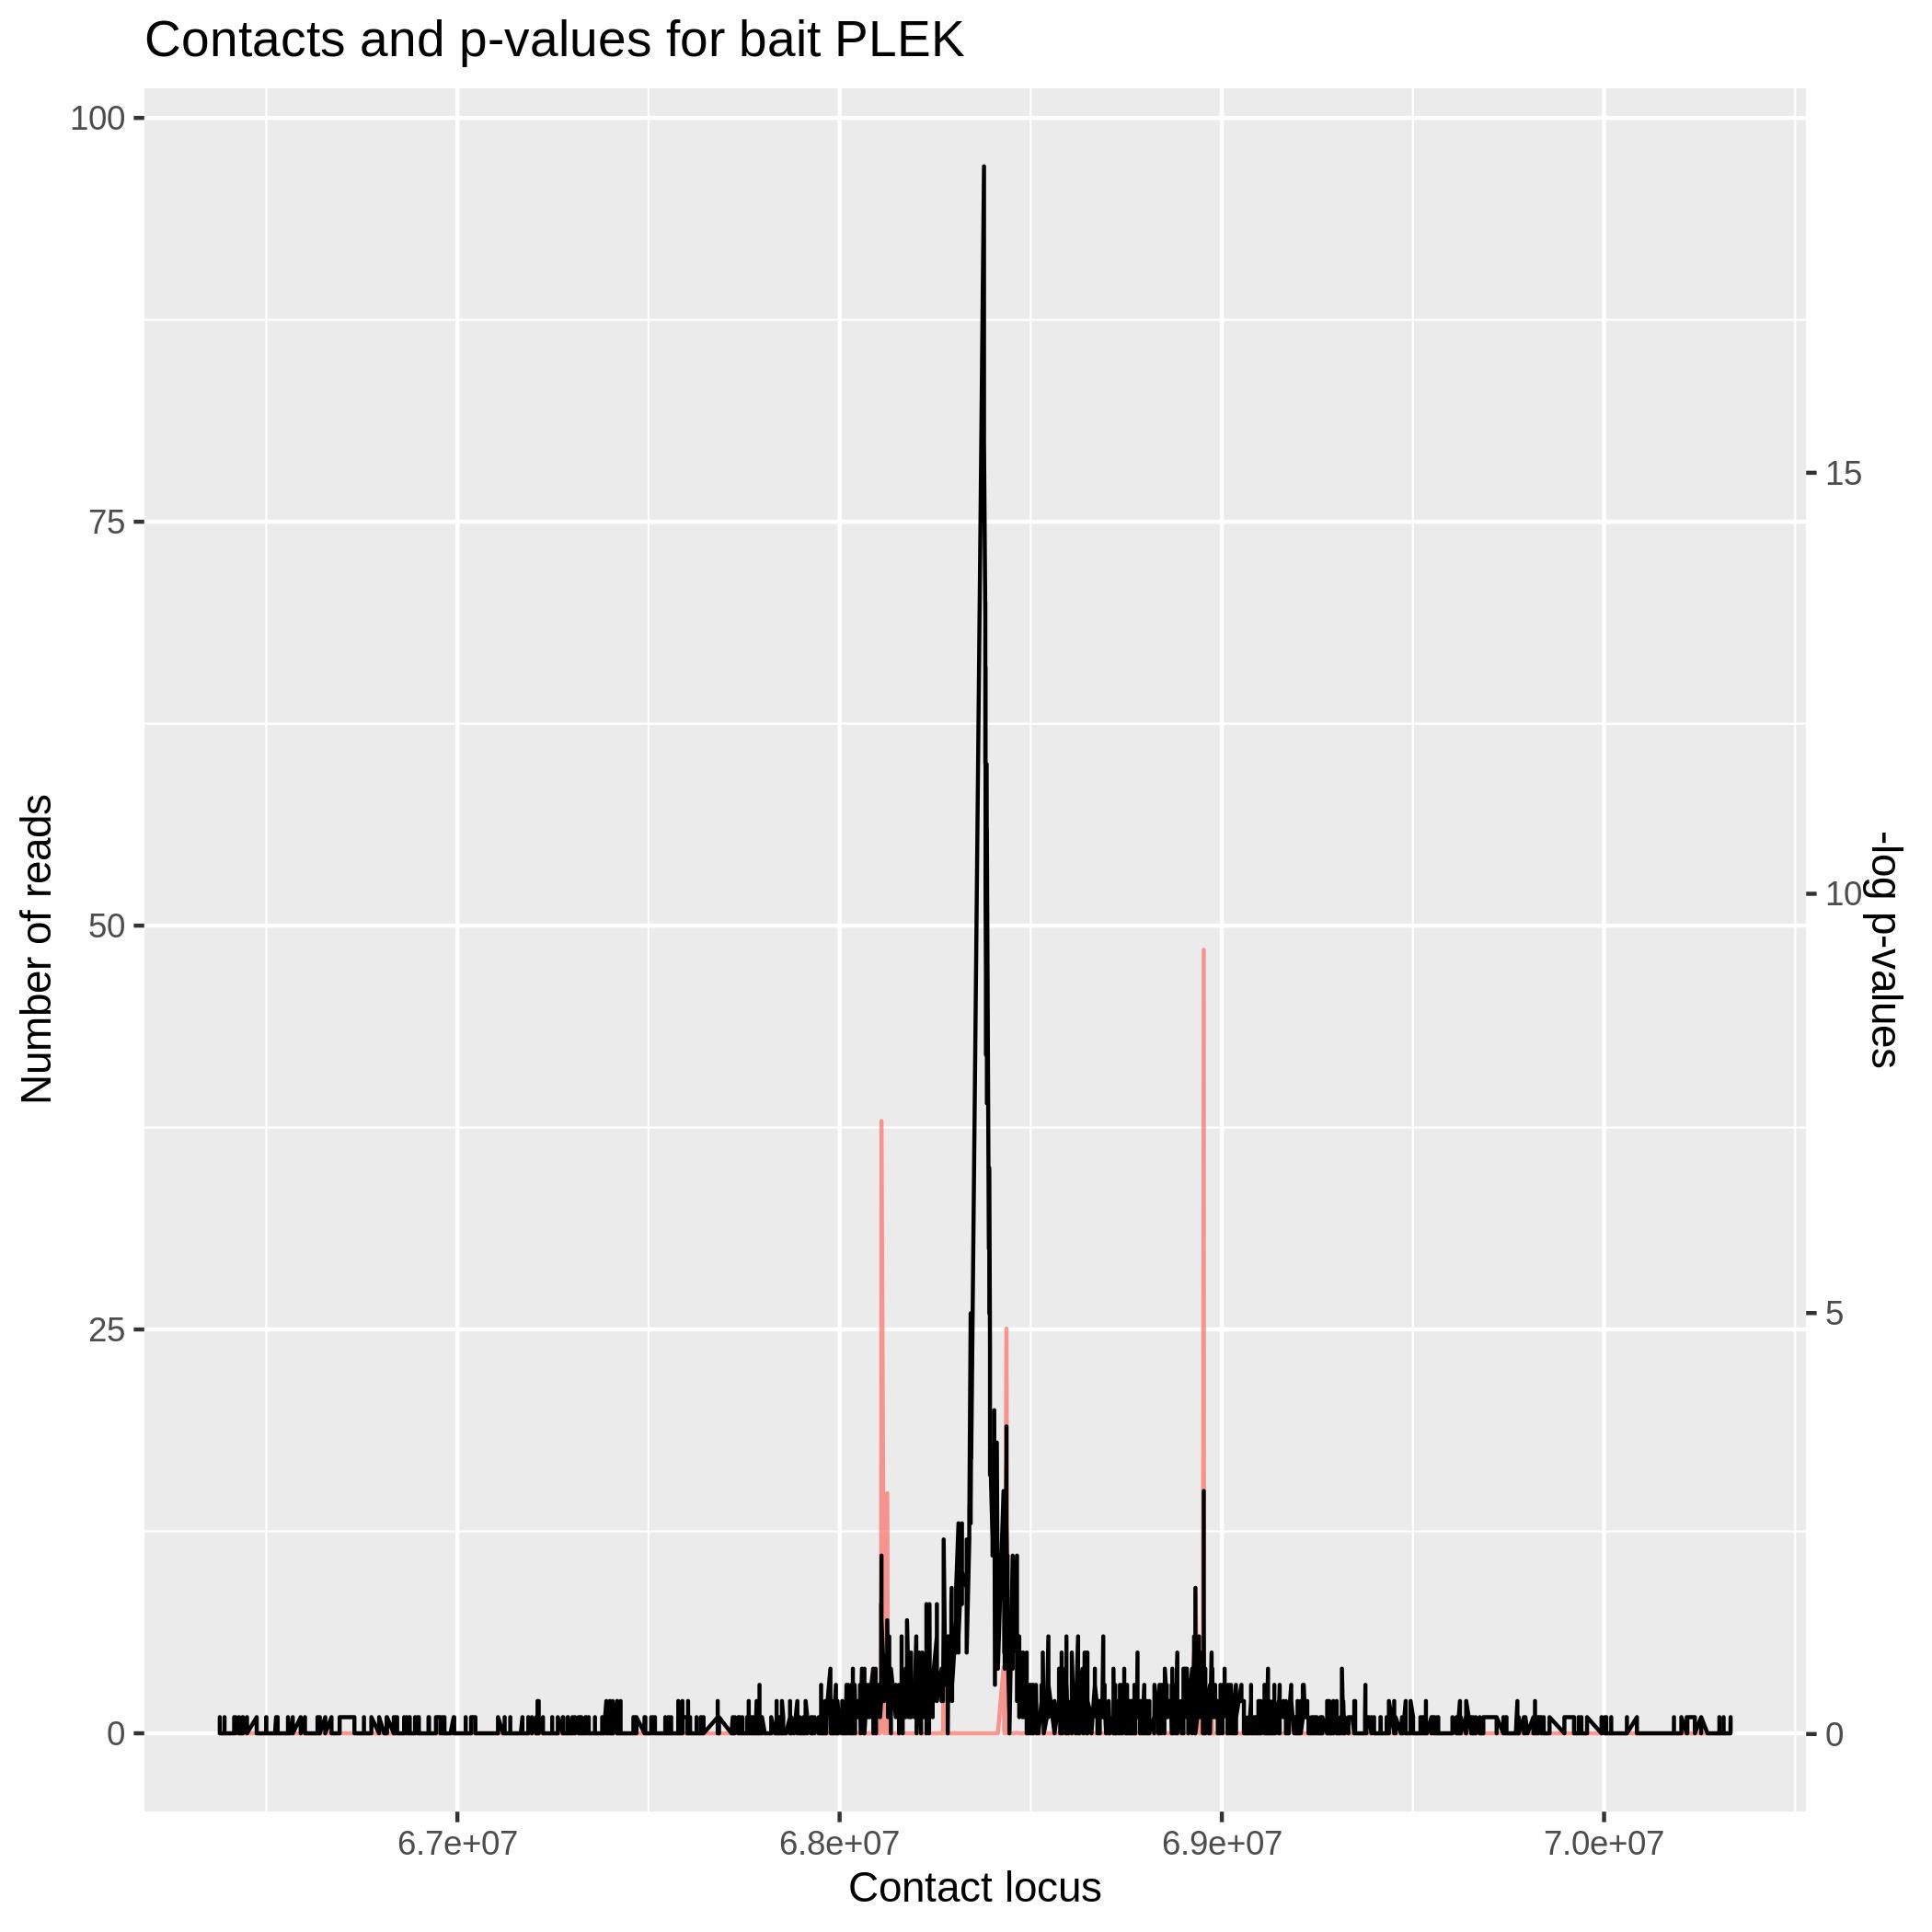 Contacts and p-values for bait PLEK
Number of reads
100
75
50
25
0
15
10
5
0
-log p-values
6.7e+07
6.8e+07
6.9e+07
7.0e+07
Contact locus